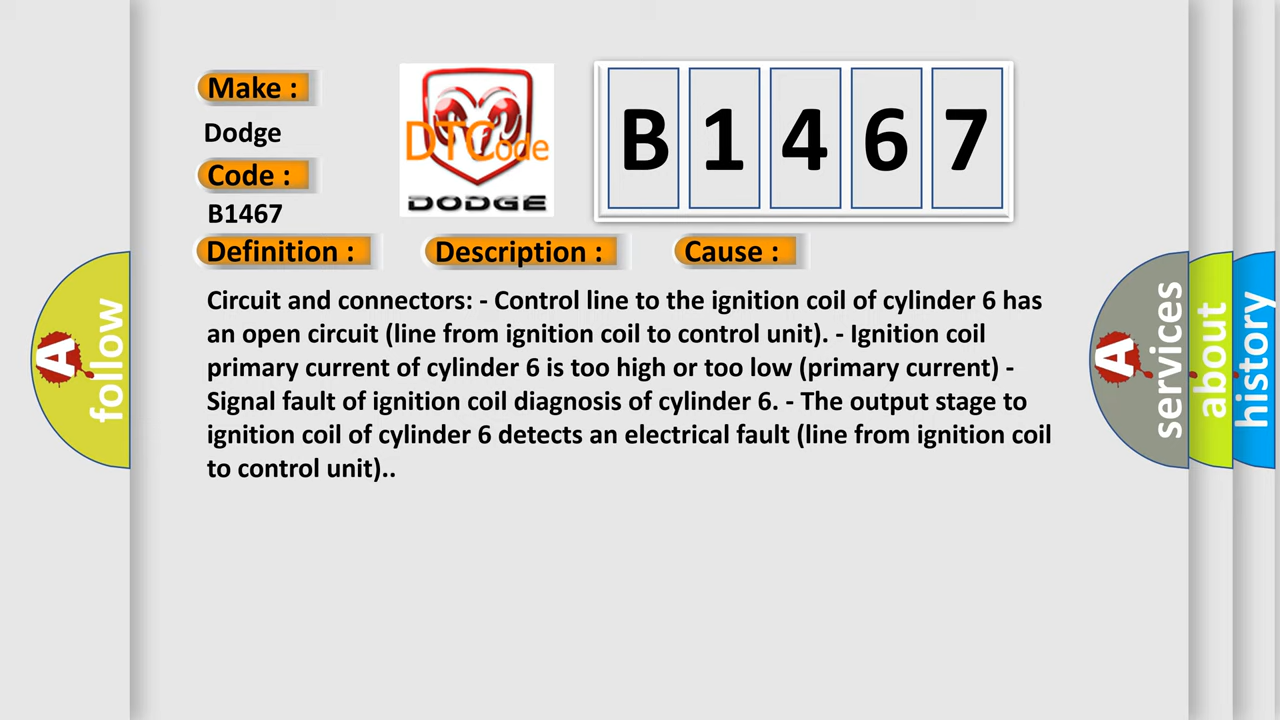 Make :
Dodge
Code :
B1467
DTCode
DODGE
B 1 4 6 7
Definition :
Description :
Cause :
Circuit and connectors: - Control line to the ignition coil of cylinder 6 has
an open circuit (line from ignition coil to control unit). - Ignition coil
primary current of cylinder 6 is too high or too low (primary current) -
Signal fault of ignition coil diagnosis of cylinder 6. - The output stage to
ignition coil of cylinder 6 detects an electrical fault (line from ignition coil
to control unit)..
A follow
A services
about
history